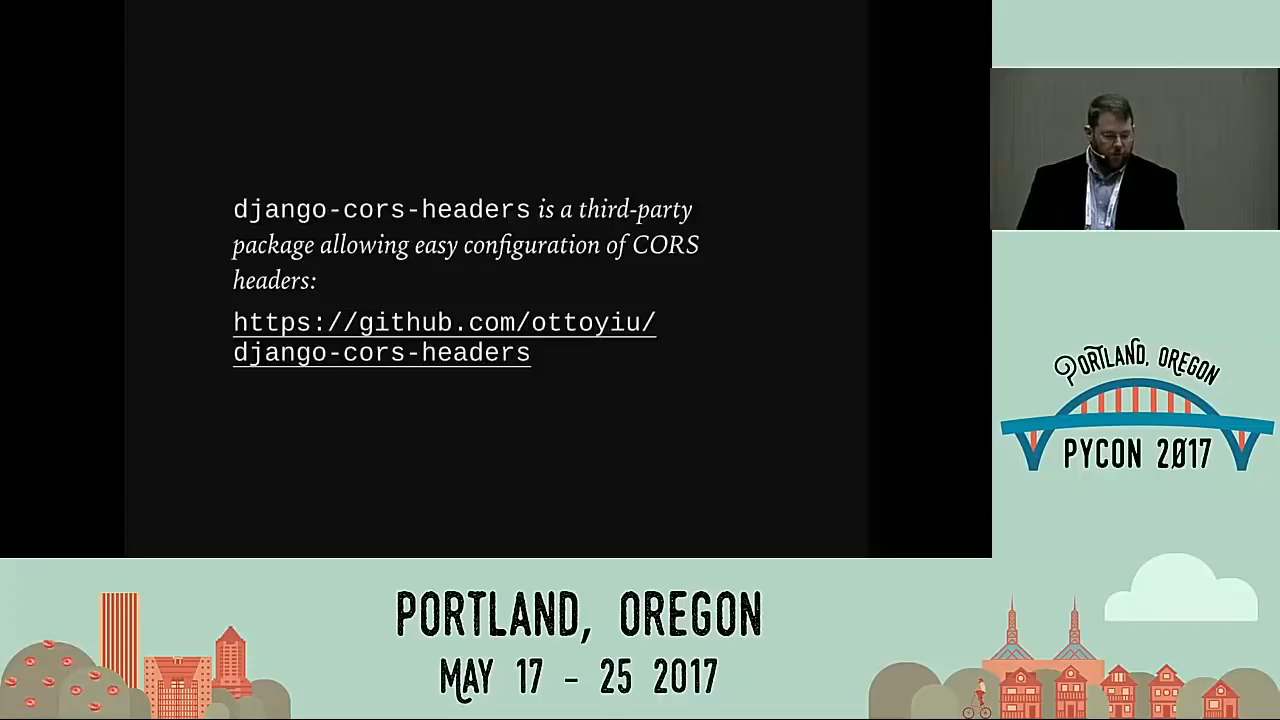 django-cors-headers is a third-party
package allowing easy configuration of CORS
headers:
https://github.com/ottoyiu/
django-cors-headers
PORTLAND, OREGON
PYCON 2017
PORTLAND, OREGON
MAY 17 - 25 2017